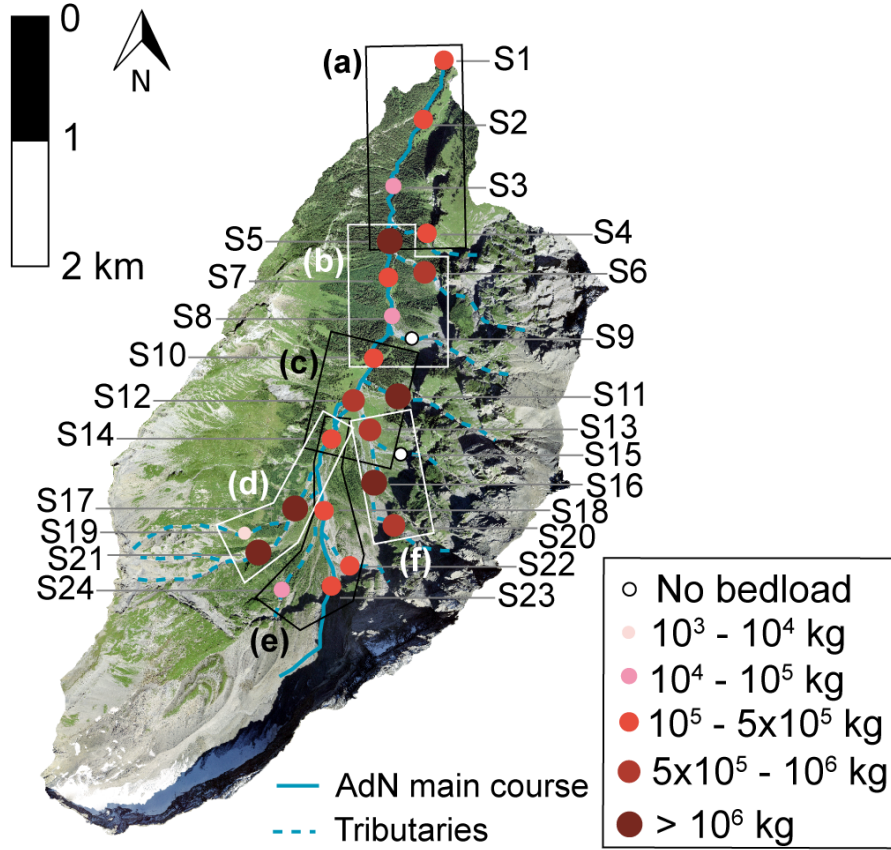 0
1
2 km
N
(a)
S1
S2
S3
S5
S4
(b)
S7
S6
S8
S9
S10
(c)
S12
S11
S13
S14
S15
(d)
S16
S17
S18
S19
S20
S21
(f)
S22
S24
S23
(e)
No bedload
10³ - 10⁴ kg
10⁴ - 10⁵ kg
10⁵ - 5x10⁵ kg
5x10⁵ - 10⁶ kg
> 10⁶ kg
AdN main course
Tributaries